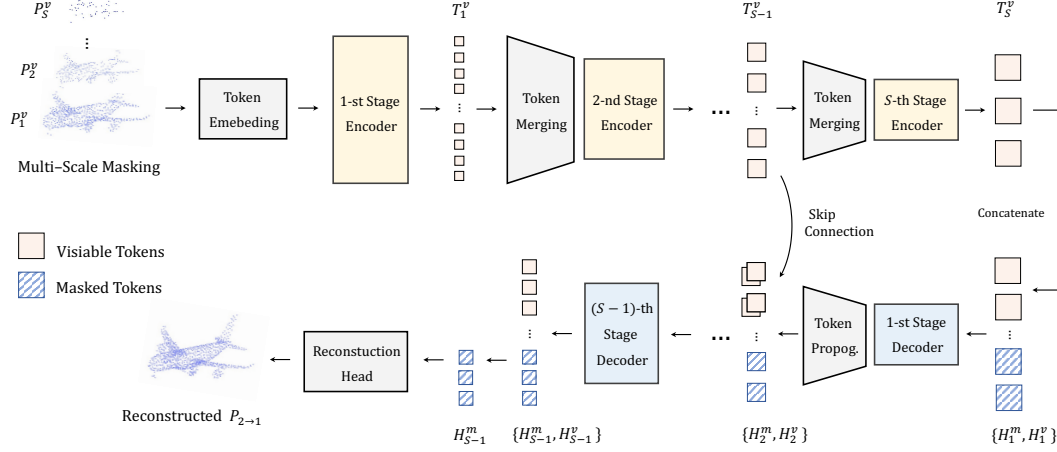 P_S^v
⋮
P_2^v
P_1^v
Multi–Scale Masking
Token
Emebeding
1-st Stage
Encoder
T_1^v
⋮
Token
Merging
2-nd Stage
Encoder
...
T_{S−1}^v
⋮
Token
Merging
S-th Stage
Encoder
T_S^v
Skip
Connection
Concatenate
Visiable Tokens
Masked Tokens
Reconstructed P_{2→1}
Reconstuction
Head
H_{S−1}^m
⋮
{H_{S−1}^m, H_{S−1}^v}
(S − 1)-th
Stage
Decoder
...
⋮
{H_2^m, H_2^v}
Token
Propog.
1-st Stage
Decoder
⋮
{H_1^m, H_1^v}